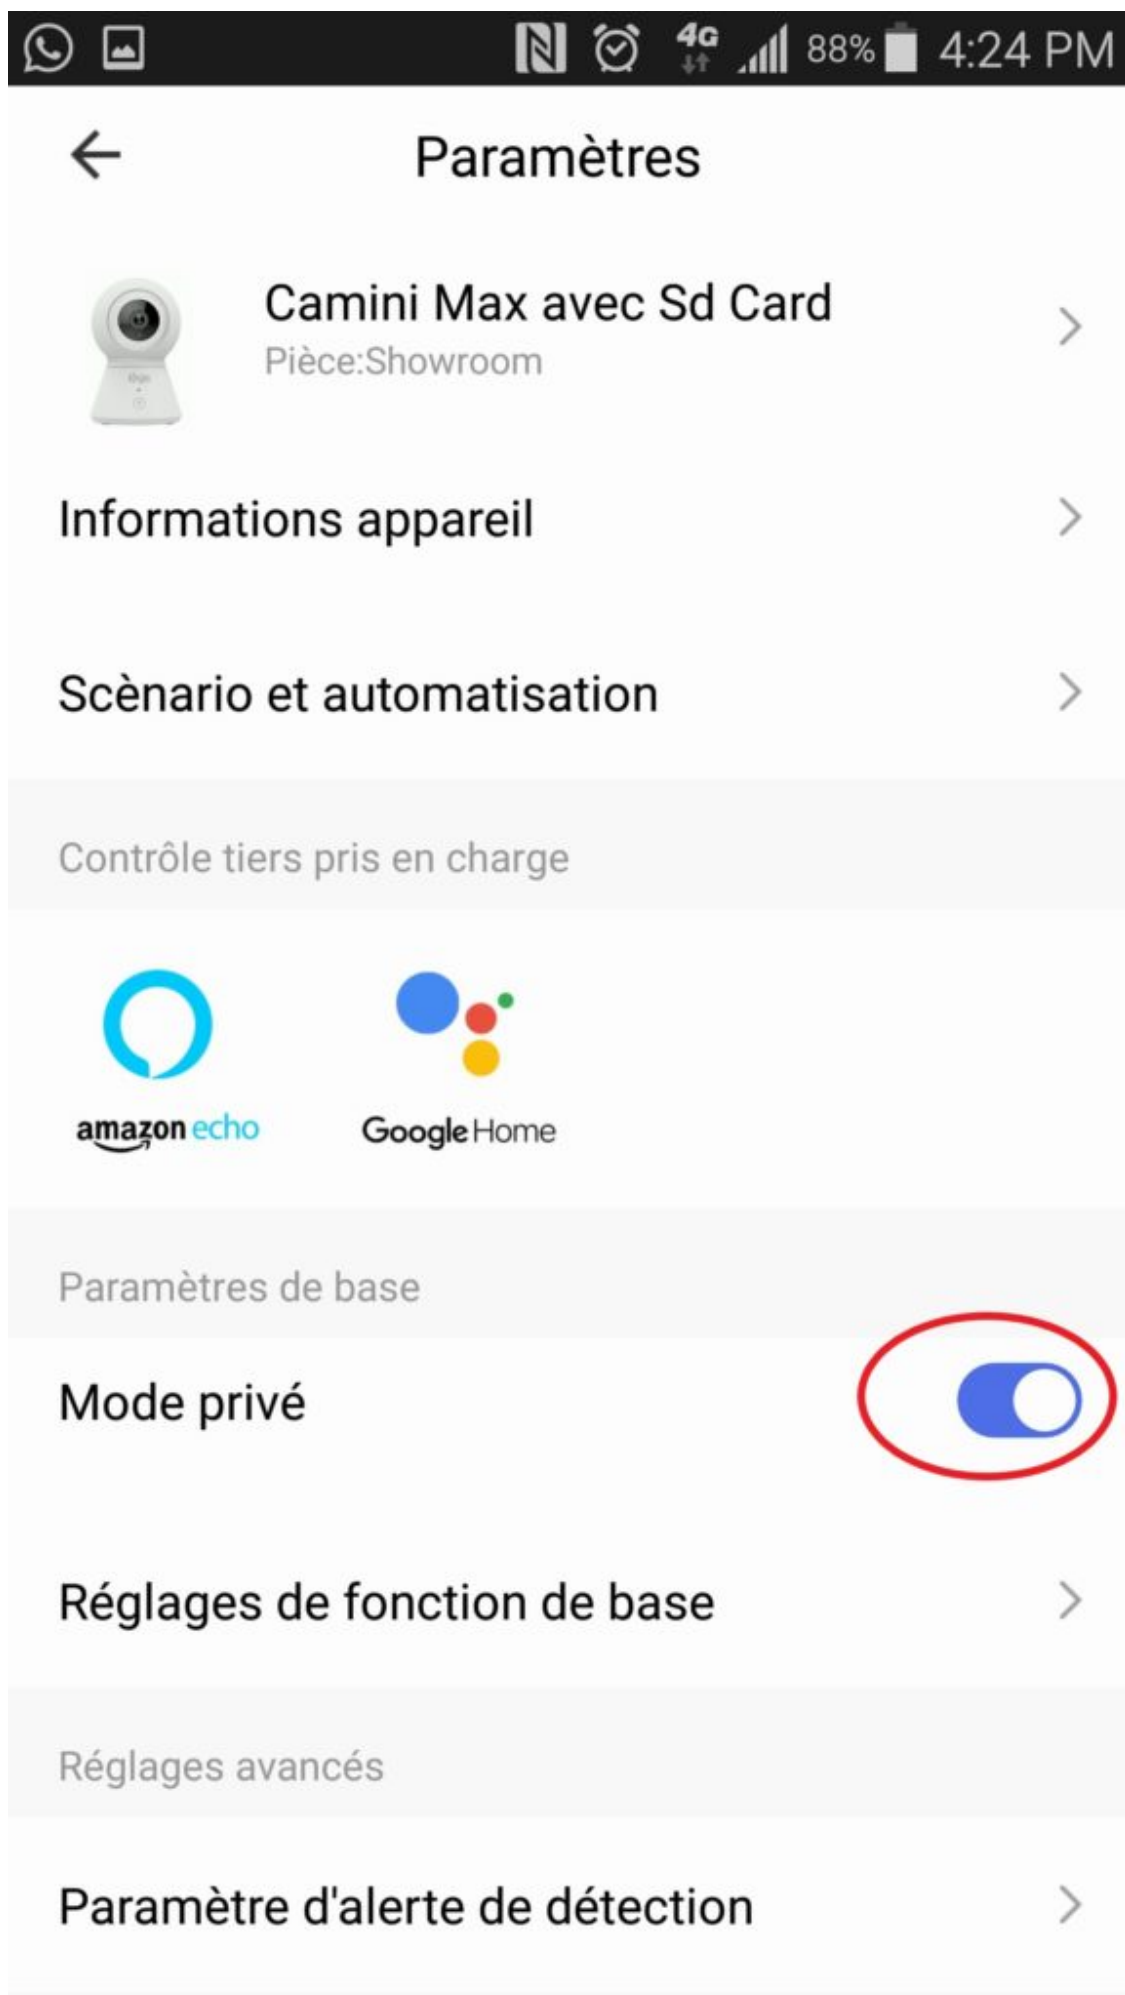 4G 88% 4:24 PM
Paramètres
Camini Max avec Sd Card
Pièce:Showroom
Informations appareil
Scènario et automatisation
Contrôle tiers pris en charge
amazon echo Google Home
Paramètres de base
Mode privé
Réglages de fonction de base
Réglages avancés
Paramètre d'alerte de détection